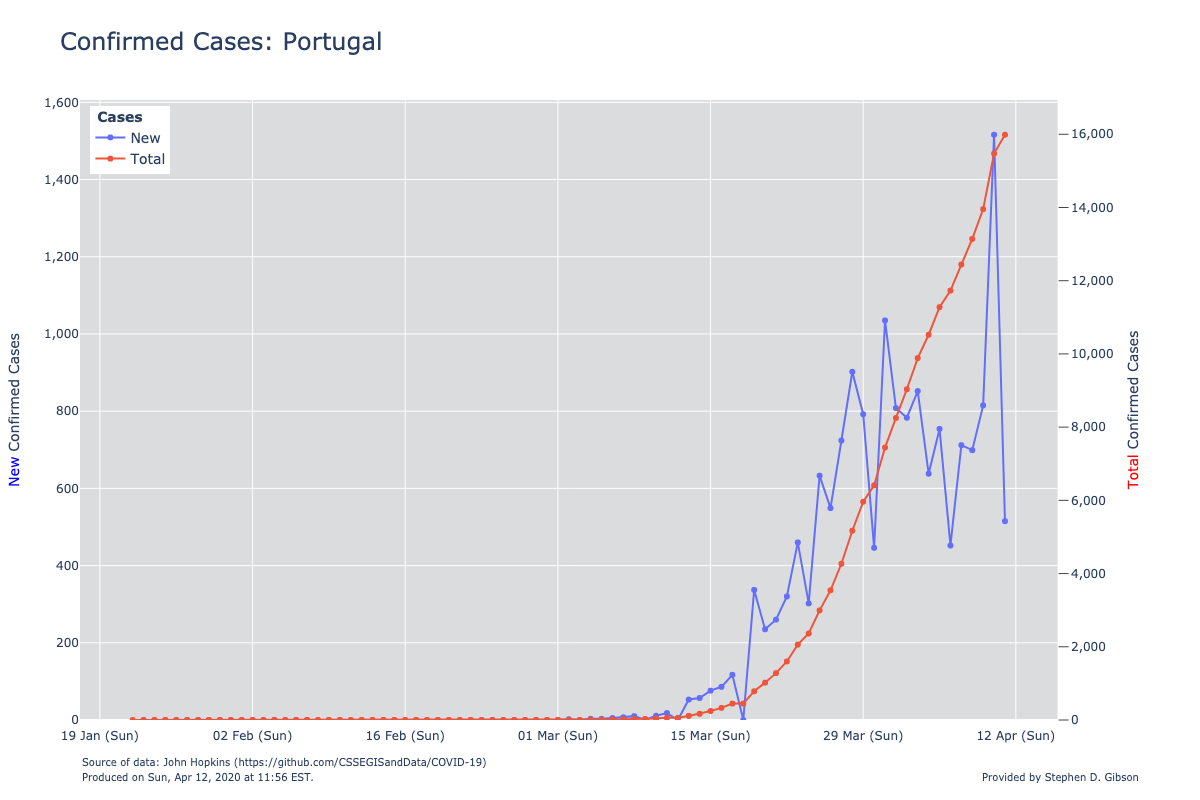 Confirmed Cases: Portugal
Cases
New
Total
1,600
1,400
1,200
1,000
800
600
400
200
0
New Confirmed Cases
16,000
14,000
12,000
10,000
8,000
6,000
4,000
2,000
0
Total Confirmed Cases
19 Jan (Sun) 02 Feb (Sun) 16 Feb (Sun) 01 Mar (Sun) 15 Mar (Sun) 29 Mar (Sun) 12 Apr (Sun)
Source of data: John Hopkins (https://github.com/CSSEGISandData/COVID-19)
Produced on Sun, Apr 12, 2020 at 11:56 EST.
Provided by Stephen D. Gibson